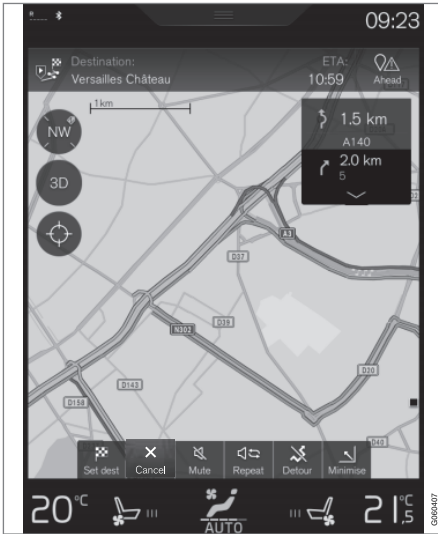 R
09:23
Destination:
Versailles Château
ETA:
10:59
Ahead
1km
NW
1.5 km
A140
2.0 km
5
3D
A3
D37
N302
D39
D20
D143
D158
D40
Set dest
Cancel
Mute
Repeat
Detour
Minimise
20°C
AUTO
21,5°C
G060407